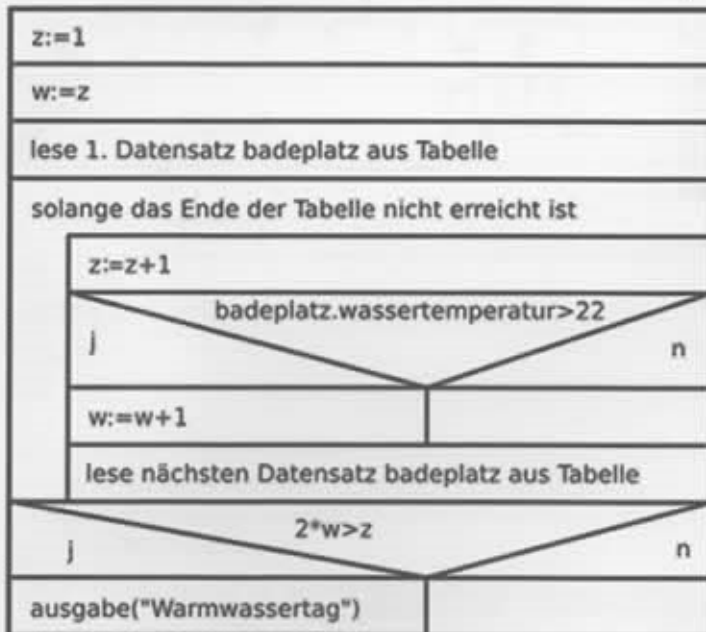 z:=1
w:=z
lese 1. Datensatz badeplatz aus Tabelle
solange das Ende der Tabelle nicht erreicht ist
z:=z+1
badeplatz.wassertemperatur>22
j
n
w:=w+1
lese nächsten Datensatz badeplatz aus Tabelle
2*w>z
j
n
ausgabe("Warmwassertag")